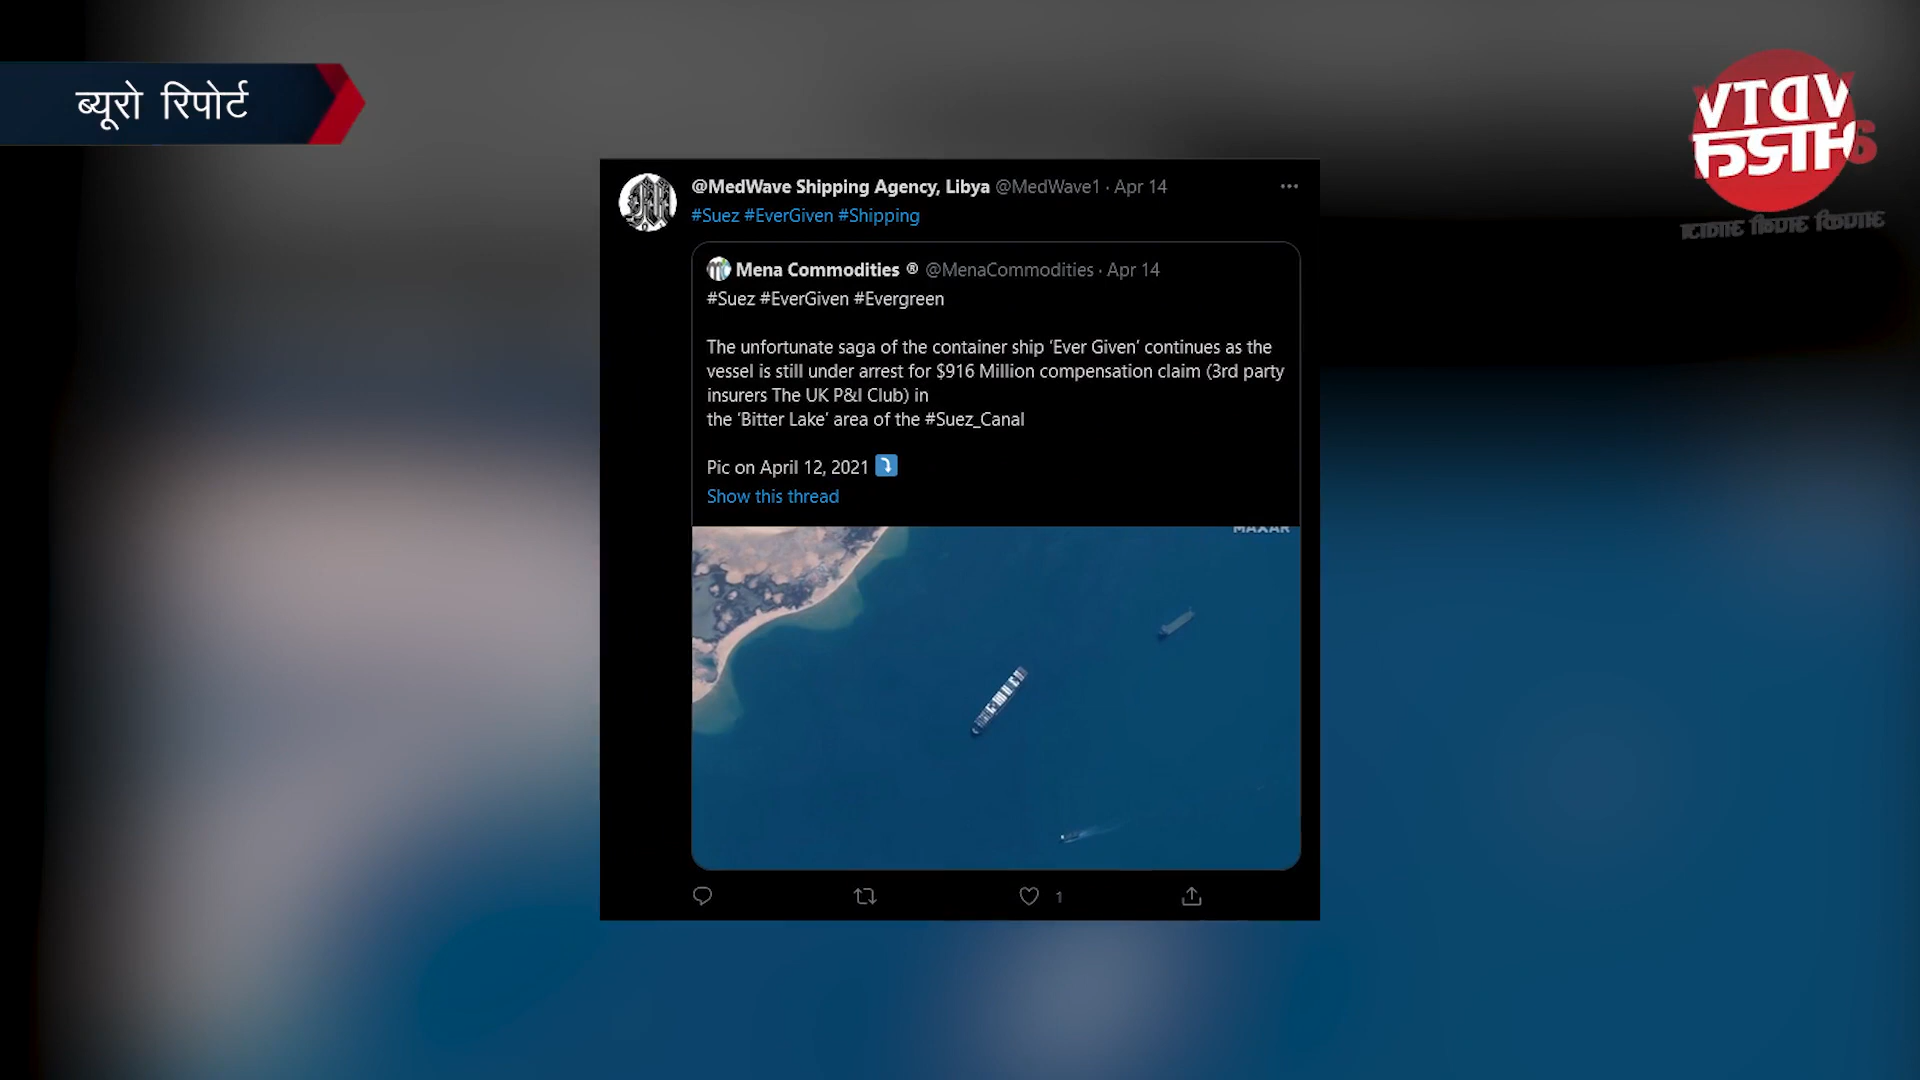 ब्यूरो रिपोर्ट
@MedWave Shipping Agency, Libya @MedWave1 · Apr 14
#Suez #EverGiven #Shipping
Mena Commodities ® @MenaCommodities · Apr 14
#Suez #EverGiven #Evergreen
The unfortunate saga of the container ship ‘Ever Given’ continues as the
vessel is still under arrest for $916 Million compensation claim (3rd party
insurers The UK P&I Club) in
the ‘Bitter Lake’ area of the #Suez_Canal
Pic on April 12, 2021 ⤵️
Show this thread
MAXAR
1